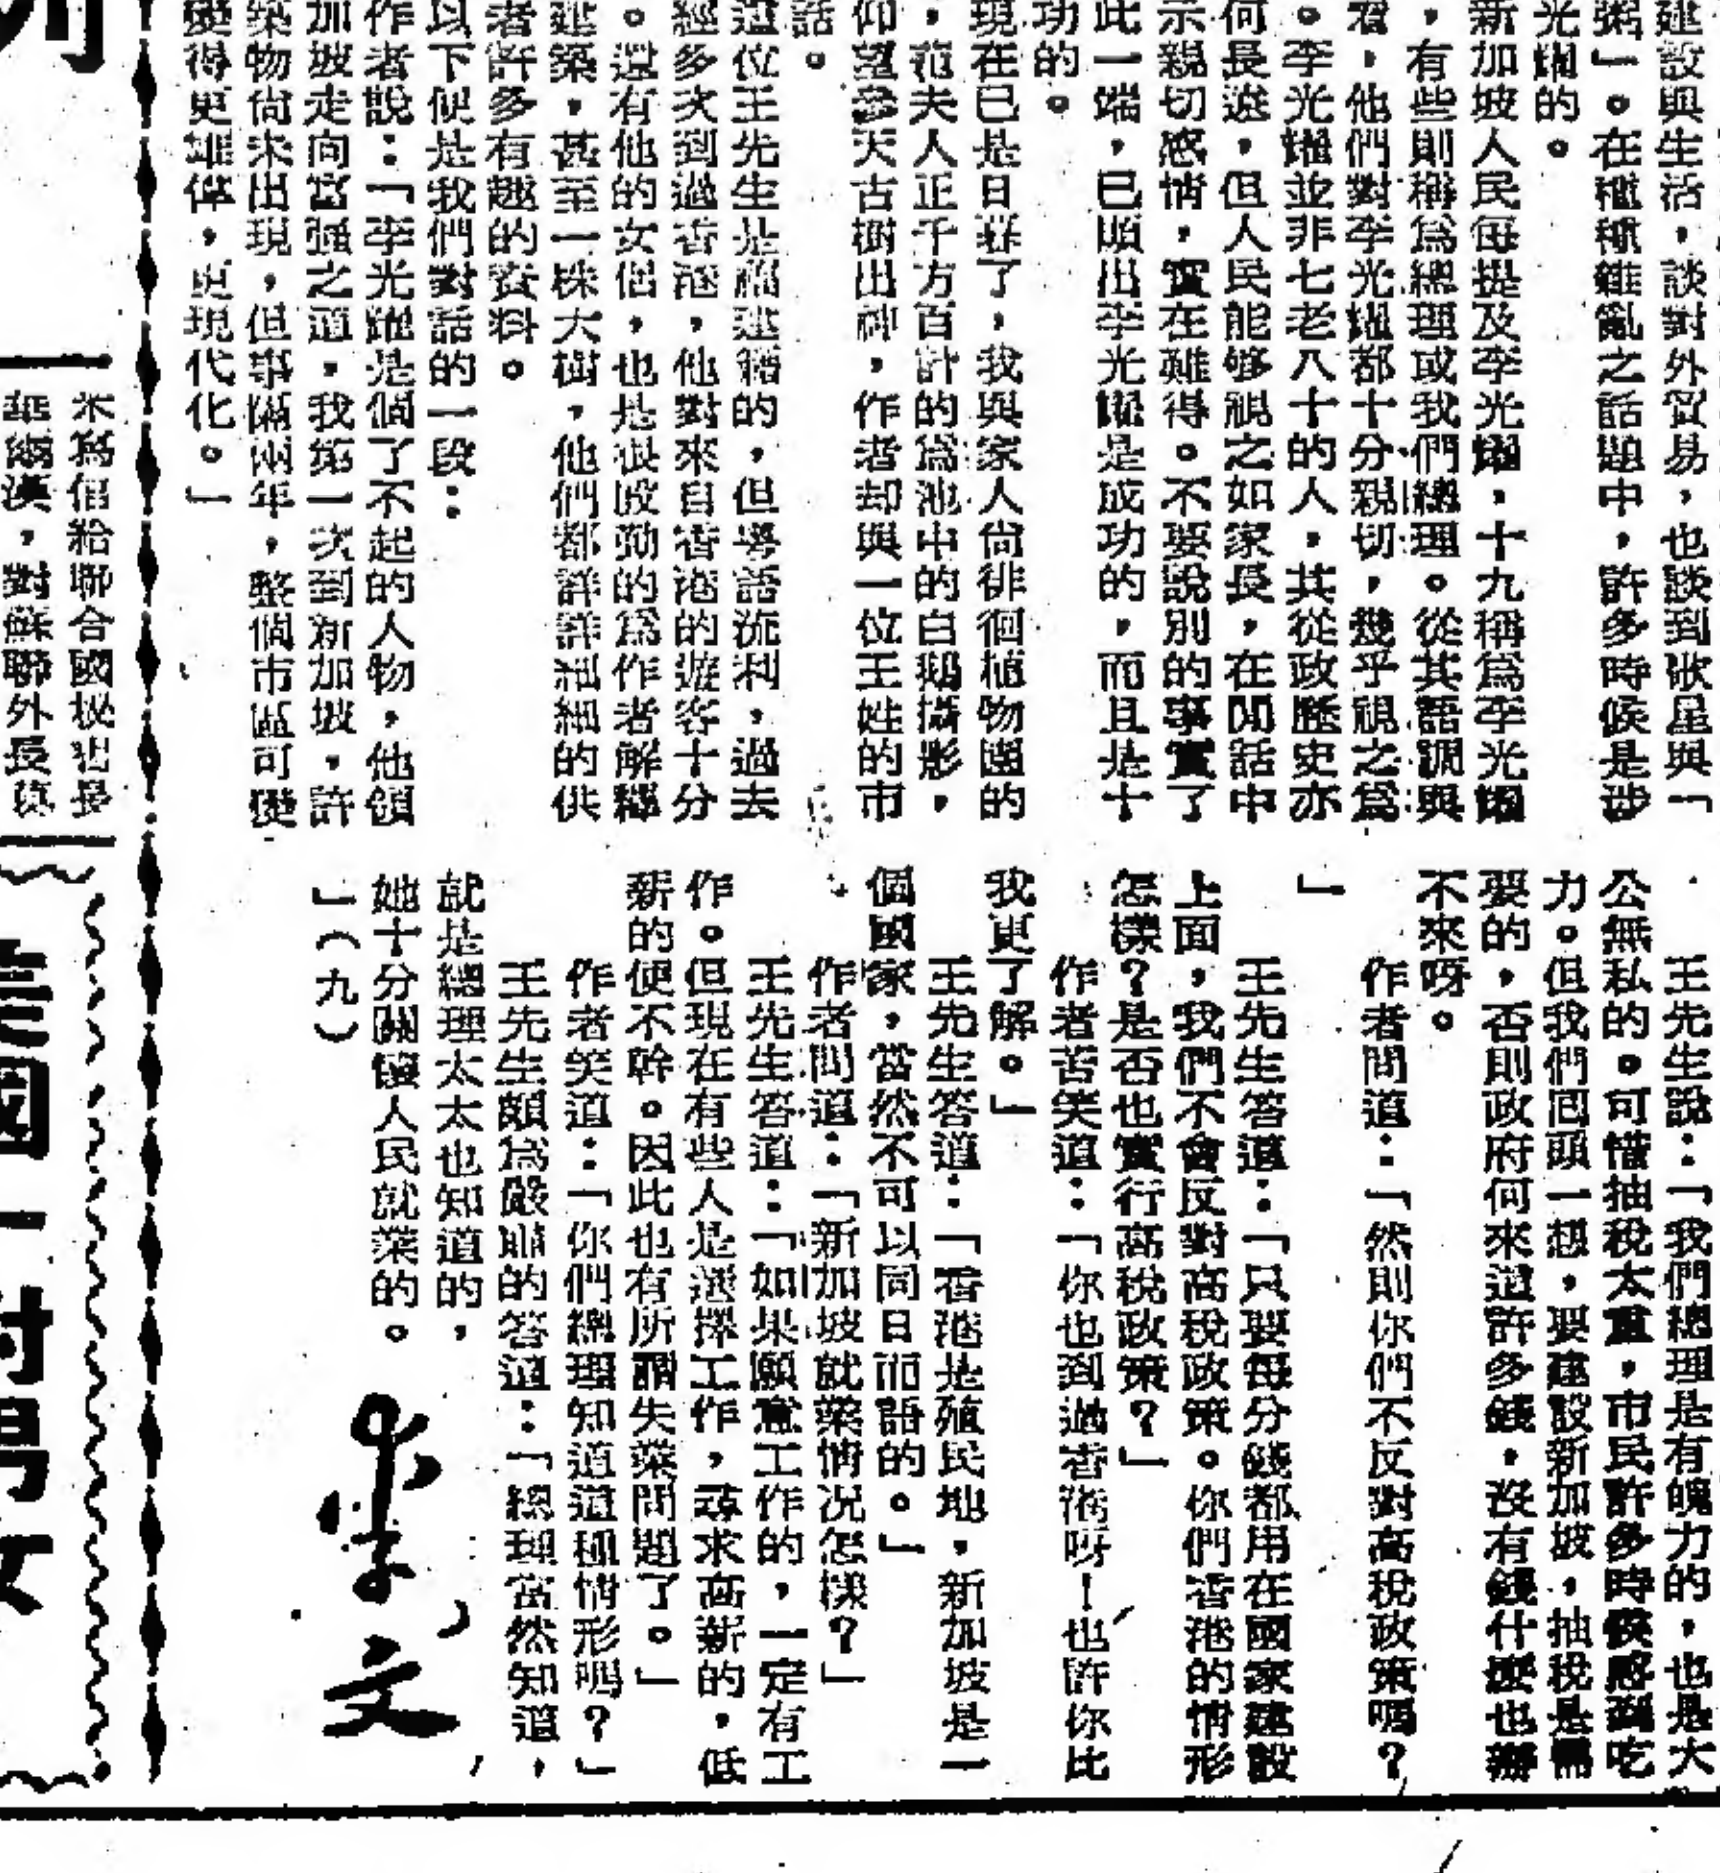 建設與生活，談對外貿易，也談到歌星與「
粥」。在種種雜亂之話題中，許多時候是涉
光耀的。
新加坡人民每提及李光耀，十九稱爲李光耀
，有些則稱爲總理或我們總理。從其語調與
看，他們對李光耀都十分親切，幾乎視之爲
。李光耀並非七老八十的人，其從政歷史亦
何長遠，但人民能够視之如家長，在閒話中
示親切感情，實在難得。不要說別的事實了
此一端，已顯出李光耀是成功的，而且是十
功的。
現在已是日暮了，我與家人尙徘徊植物園的
，范夫人正千方百計的爲池中的白鵝攝影，
仰望參天古樹出神，作者却與一位王姓的市
話。
這位王先生是福建籍的，但粤語流利，過去
經多次到過香港，他對來自香港的遊客十分
。還有他的女侶，也是很殷勤的爲作者解釋
建築，甚至一株大樹，他們都詳詳細細的供
者許多有趣的資料。
以下便是我們對話的一段：
作者說：「李光耀是個了不起的人物，他領
加坡走向富强之道，我第一次到新加坡，許
築物尙未出現，但事隔兩年，整個市區可變
變得更雄偉，更現代化。」
王先生說：「我們總理是有魄力的，也是大
公無私的。可惜抽稅太重，市民許多時候感到吃
力。但我們回頭一想，要建設新加坡，抽稅是需
要的，否則政府何來這許多錢，沒有錢什麼也辦
不來呀。
」
作者問道：「然則你們不反對高稅政策嗎？
王先生答道：「只要每分錢都用在國家建設
上面，我們不會反對高稅政策。你們香港的情形
怎樣？是否也實行高稅政策？」
作者苦笑道：「你也到過香港呀！也許你比
我更了解。」
王先生答道：「香港是殖民地，新加坡是一
個國家，當然不可以同日而語的。」
作者問道：「新加坡就業情况怎樣？」
王先生答道：「如果願意工作的，一定有工
作。但現在有些人是選擇工作，尋求高薪的，低
薪的便不幹。因此也有所謂失業問題了。」
作者笑道：「你們總理知道這種情形嗎？」
王先生頗爲嚴肅的答道：「總理當然知道，
就是總理太太也知道的，
她十分關懷人民就業的。
」（九）
文
米爲信給聯合國秘書長
，對蘇聯外長葛
美國一對男女